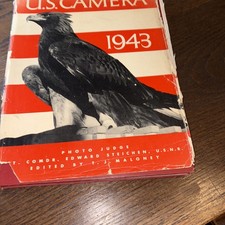 U.S. CAMERA
1943
PHOTO JUDGE
T. COMDR. EDWARD STEICHEN, U.S.N.R.
EDITED BY T. J. MALONEY